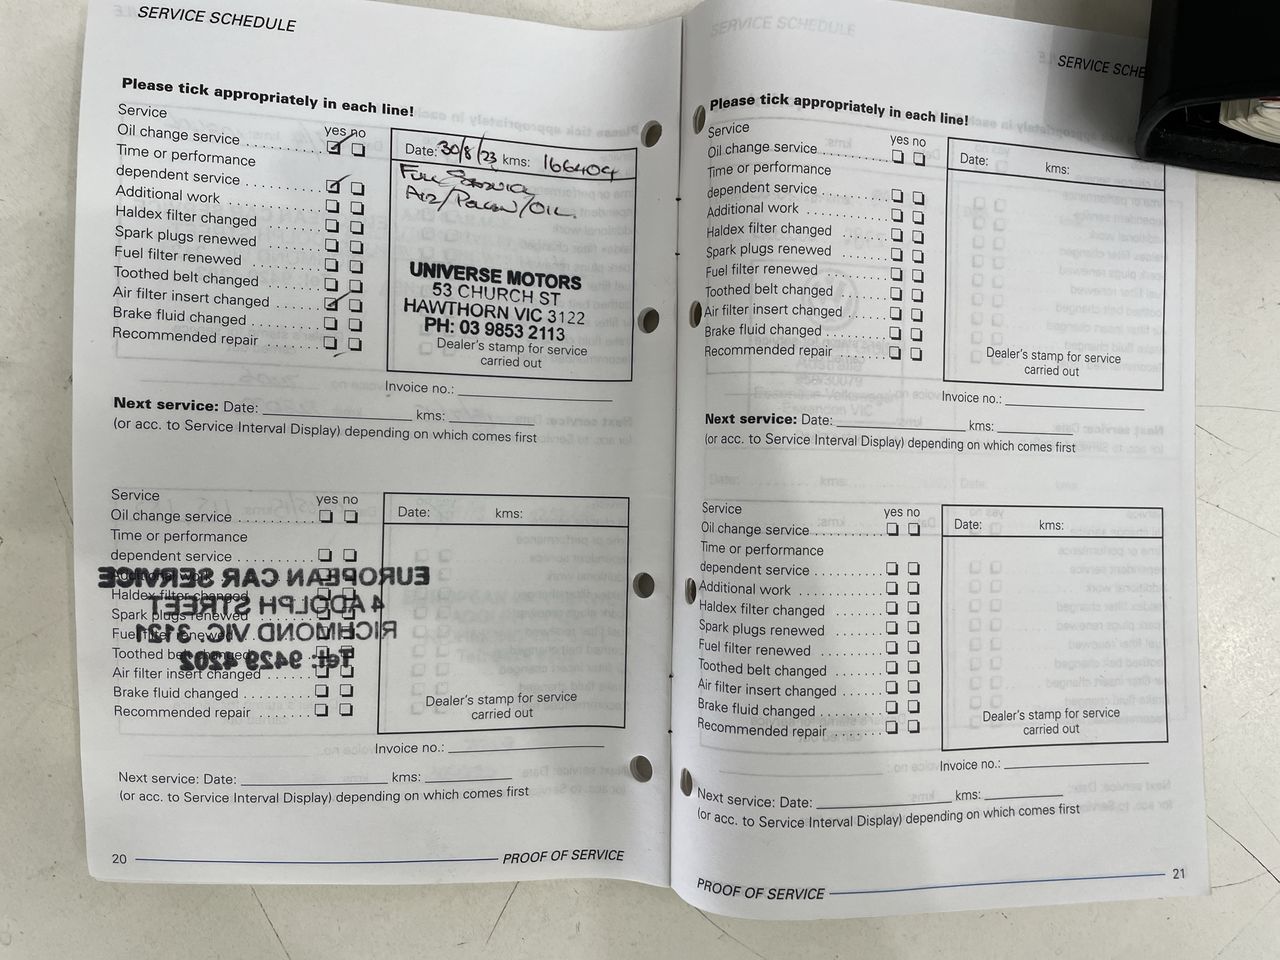 SERVICE SCHEDULE
Please tick appropriately in each line!
Service
yes no
Oil change service
Time or performance
dependent service
Additional work
Haldex filter changed
Spark plugs renewed
Fuel filter renewed
Toothed belt changed
Air filter insert changed
Brake fluid changed
Recommended repair
Date: 30/8/23 kms: 166404
FULL SERVICE
AIR/POLLEN/OIL.
UNIVERSE MOTORS
53 CHURCH ST
HAWTHORN VIC 3122
PH: 03 9853 2113
Dealer's stamp for service
carried out
Invoice no.:
Next service: Date: kms:
(or acc. to Service Interval Display) depending on which comes first
Service
yes no
Oil change service
Time or performance
dependent service
Additional work
Haldex filter changed
Spark plugs renewed
Fuel filter renewed
Toothed belt changed
Air filter insert changed
Brake fluid changed
Recommended repair
EUROPEAN CAR SERVICE
4 ADOLPH STREET
RICHMOND VIC 3121
Tel: 9429 4202
Date: kms:
Dealer's stamp for service
carried out
Invoice no.:
Next service: Date: kms:
(or acc. to Service Interval Display) depending on which comes first
20 PROOF OF SERVICE
SERVICE SCHE
Please tick appropriately in each line!
Service
yes no
Oil change service
Time or performance
dependent service
Additional work
Haldex filter changed
Spark plugs renewed
Fuel filter renewed
Toothed belt changed
Air filter insert changed
Brake fluid changed
Recommended repair
Date: kms:
Dealer's stamp for service
carried out
Invoice no.:
Next service: Date: kms:
(or acc. to Service Interval Display) depending on which comes first
Service
yes no
Oil change service
Time or performance
dependent service
Additional work
Haldex filter changed
Spark plugs renewed
Fuel filter renewed
Toothed belt changed
Air filter insert changed
Brake fluid changed
Recommended repair
Date: kms:
Dealer's stamp for service
carried out
Invoice no.:
Next service: Date: kms:
(or acc. to Service Interval Display) depending on which comes first
PROOF OF SERVICE 21